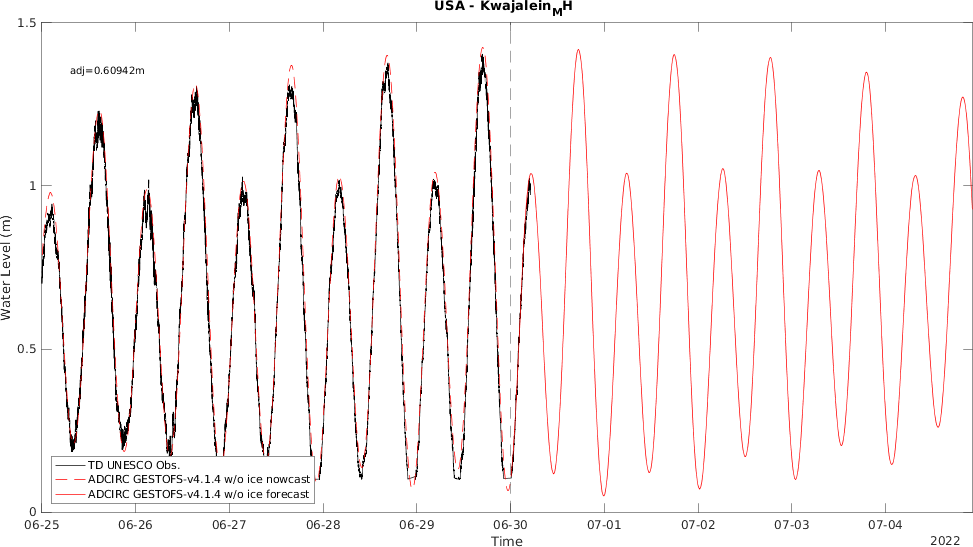 USA - Kwajalein_MH
1.5
adj=0.60942m
1
Water Level (m)
0.5
TD UNESCO Obs.
ADCIRC GESTOFS-v4.1.4 w/o ice nowcast
ADCIRC GESTOFS-v4.1.4 w/o ice forecast
0
06-25 06-26 06-27 06-28 06-29 06-30 07-01 07-02 07-03 07-04
Time
2022